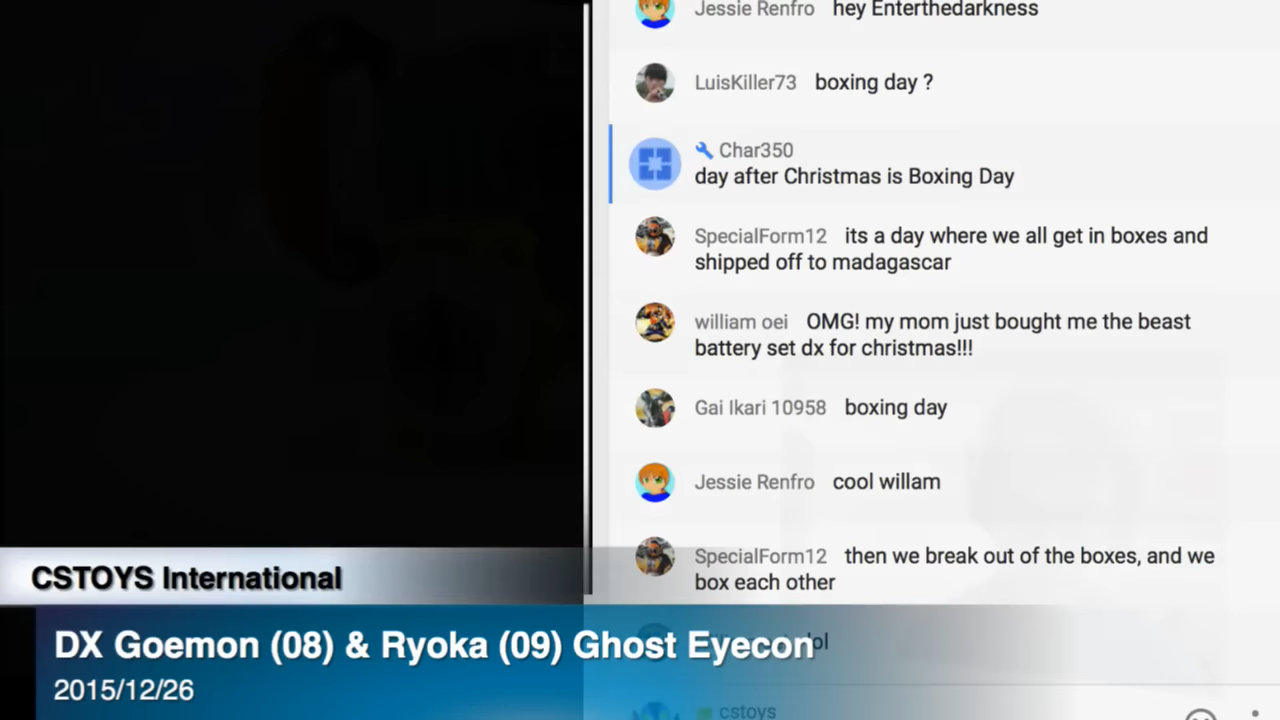 Jessie Renfro hey Enterthedarkness
LuisKiller73 boxing day ?
Char350
day after Christmas is Boxing Day
SpecialForm12 its a day where we all get in boxes and
shipped off to madagascar
william oei OMG! my mom just bought me the beast
battery set dx for christmas!!!
Gai Ikari 10958 boxing day
Jessie Renfro cool willam
SpecialForm12 then we break out of the boxes, and we
box each other
CSTOYS International
DX Goemon (08) & Ryoka (09) Ghost Eyecon
lol
2015/12/26
cstoys